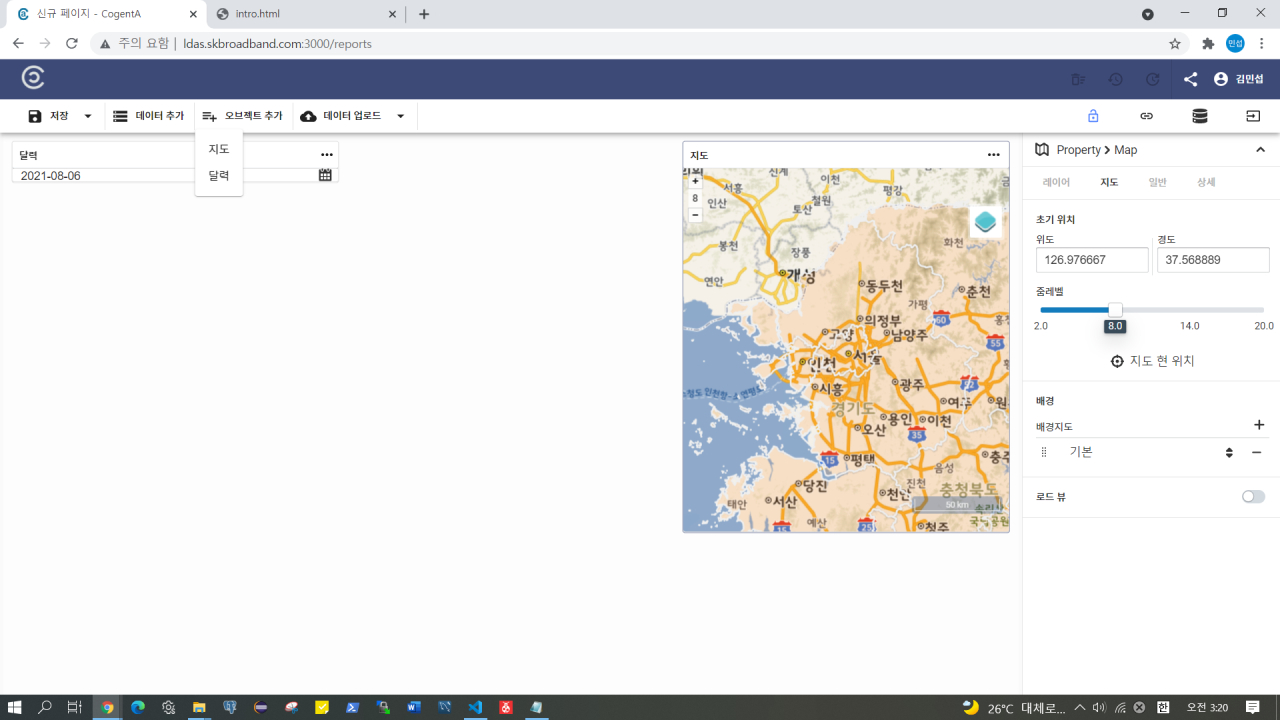 신규 페이지 - CogentA
intro.html
주의 요함 | ldas.skbroadband.com:3000/reports
민섭
김민섭
저장
데이터 추가
오브젝트 추가
데이터 업로드
지도
달력
달력
2021-08-06
지도
+
8
−
신계
이천
평강
서흥
철원
인산
토산
화천
봉천
장풍
개성
연안
동두천
춘천
가평
60
의정부
고양
남양주
55
인천
서울
시흥
광주
경기도
여주
용인
이천
오산
35
15
평택
음성
충주
진천
당진
천안
충청북도
태안
서산
50 km
예산
15
25
청주
Property > Map
레이어
지도
일반
상세
초기 위치
위도
경도
126.976667
37.568889
줌레벨
2.0
8.0
14.0
20.0
지도 현 위치
배경
배경지도
기본
로드 뷰
26°C 대체로...
한
오전 3:20